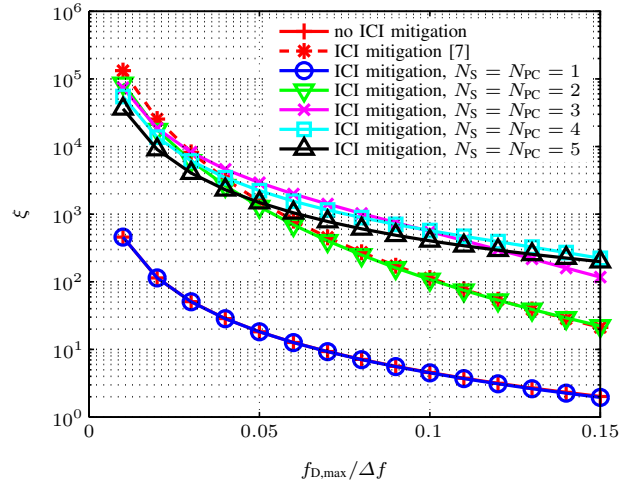 no ICI mitigation
ICI mitigation [7]
ICI mitigation, N_S = N_PC = 1
ICI mitigation, N_S = N_PC = 2
ICI mitigation, N_S = N_PC = 3
ICI mitigation, N_S = N_PC = 4
ICI mitigation, N_S = N_PC = 5
10^6
10^5
10^4
10^3
10^2
10^1
10^0
ξ
0 0.05 0.1 0.15
f_D,max/Δf